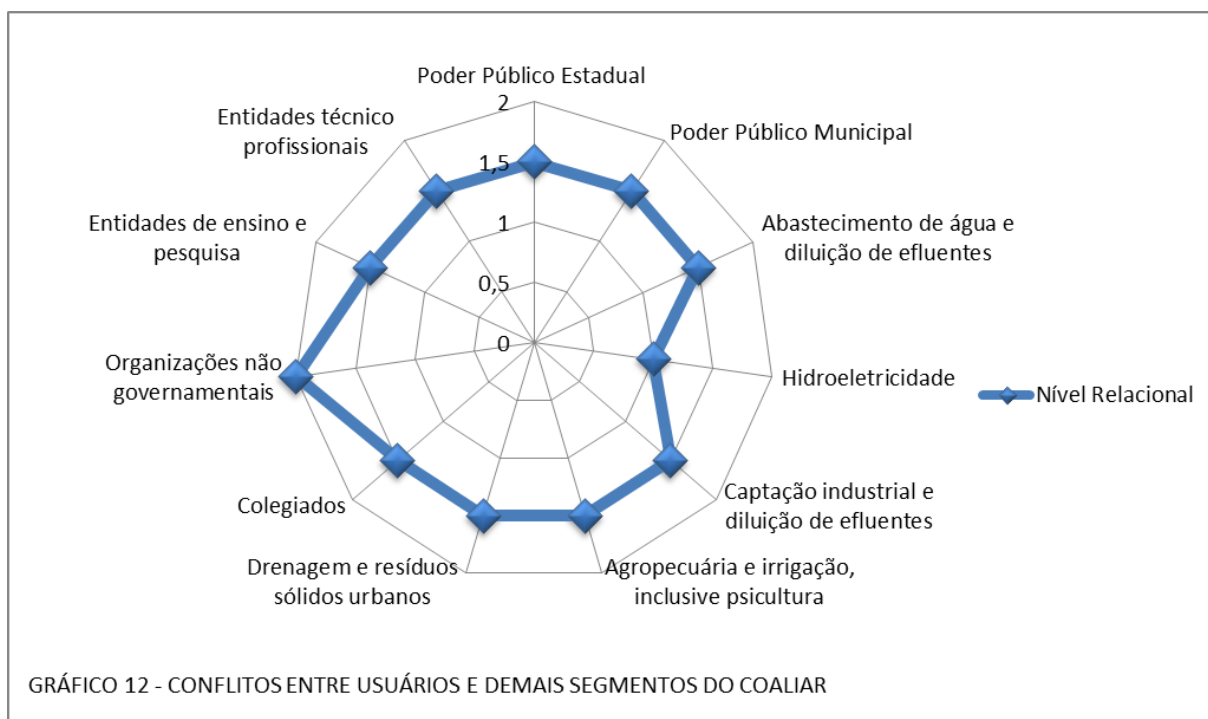 Poder Público Estadual
2
Entidades técnico
profissionais
Poder Público Municipal
1,5
Entidades de ensino e
pesquisa
Abastecimento de água e
diluição de efluentes
1
0,5
0
Organizações não
governamentais
Hidroeletricidade
Nível Relacional
Colegiados
Captação industrial e
diluição de efluentes
Drenagem e resíduos
sólidos urbanos
Agropecuária e irrigação,
inclusive psicultura
GRÁFICO 12 - CONFLITOS ENTRE USUÁRIOS E DEMAIS SEGMENTOS DO COALIAR